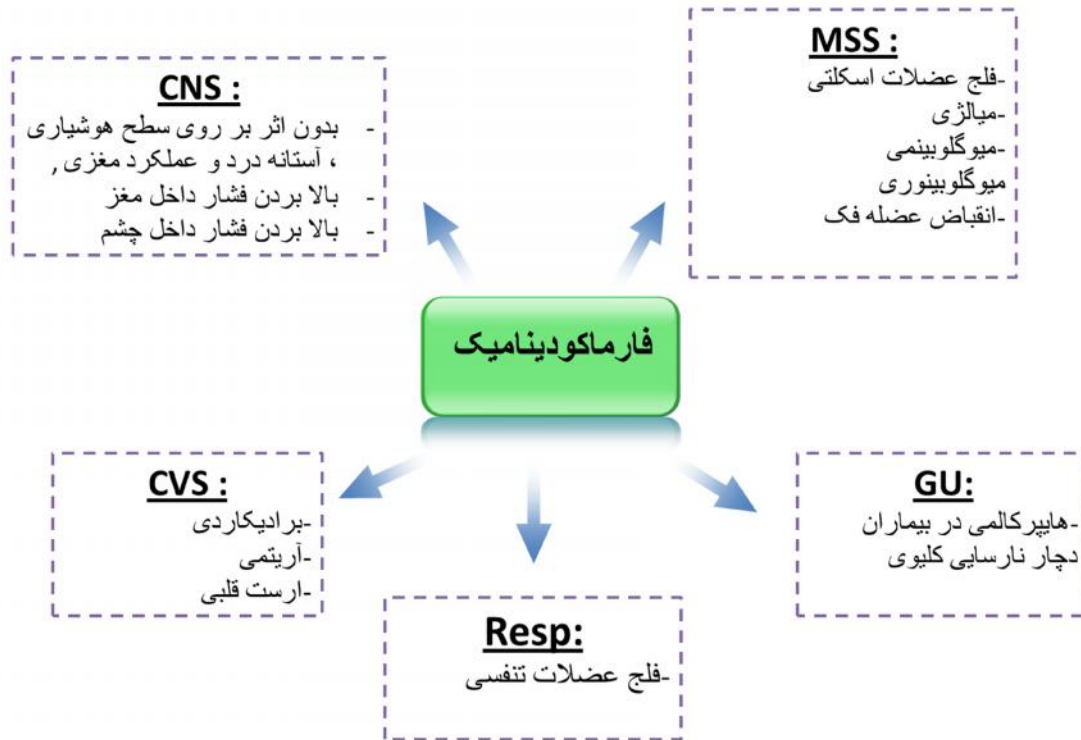 CNS :
- بدون اثر بر روی سطح هوشیاری
، آستانه درد و عملکرد مغزی ,
- بالا بردن فشار داخل مغز
- بالا بردن فشار داخل چشم
MSS :
-فلج عضلات اسکلتی
-میالژی
-میوگلوبینمی
میوگلوبینوری
-انقباض عضله فک
فارماکودینامیک
CVS :
-برادیکاردی
-آریتمی
-ارست قلبی
Resp:
-فلج عضلات تنفسی
GU:
-هایپرکالمی در بیماران
دچار نارسایی کلیوی